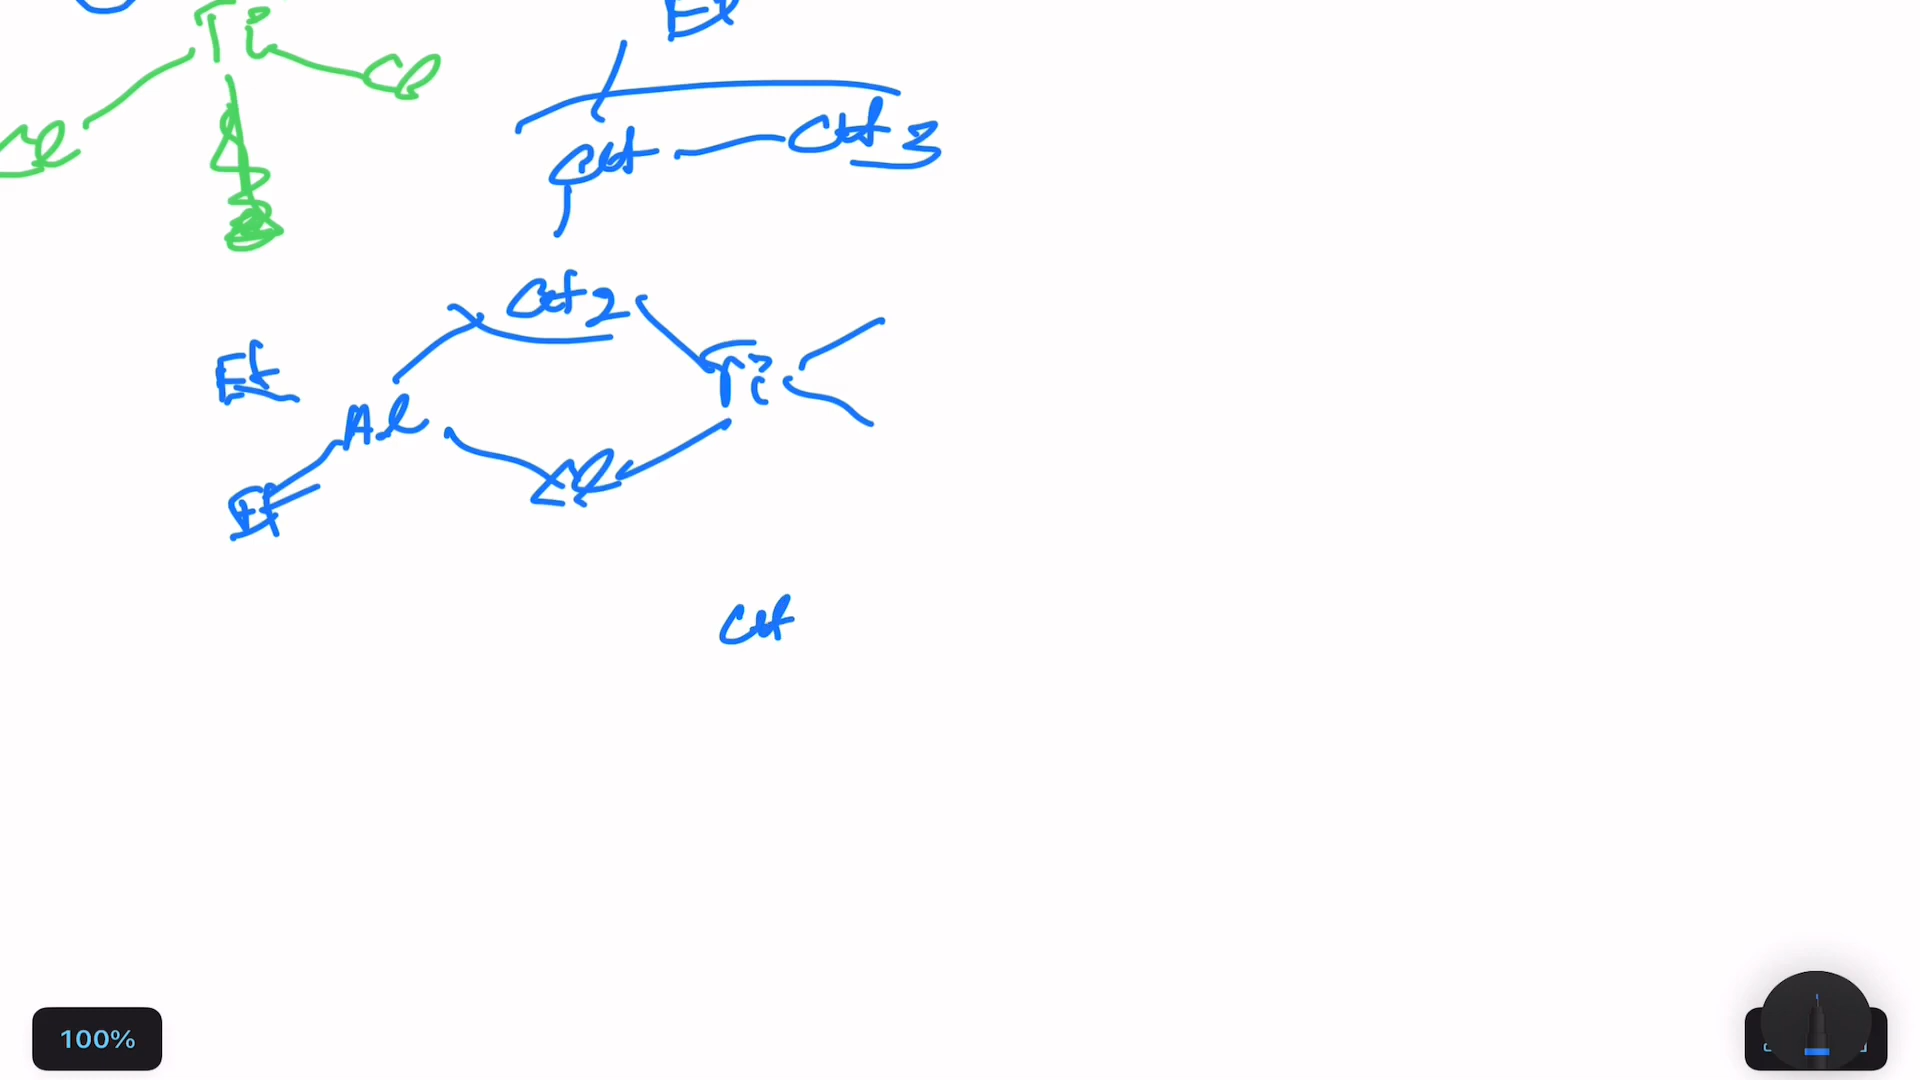 Ti
Et
Cl
Cl
CH — CH3
CH2
Et
Ti
Al
Cl
Et
CH
100%